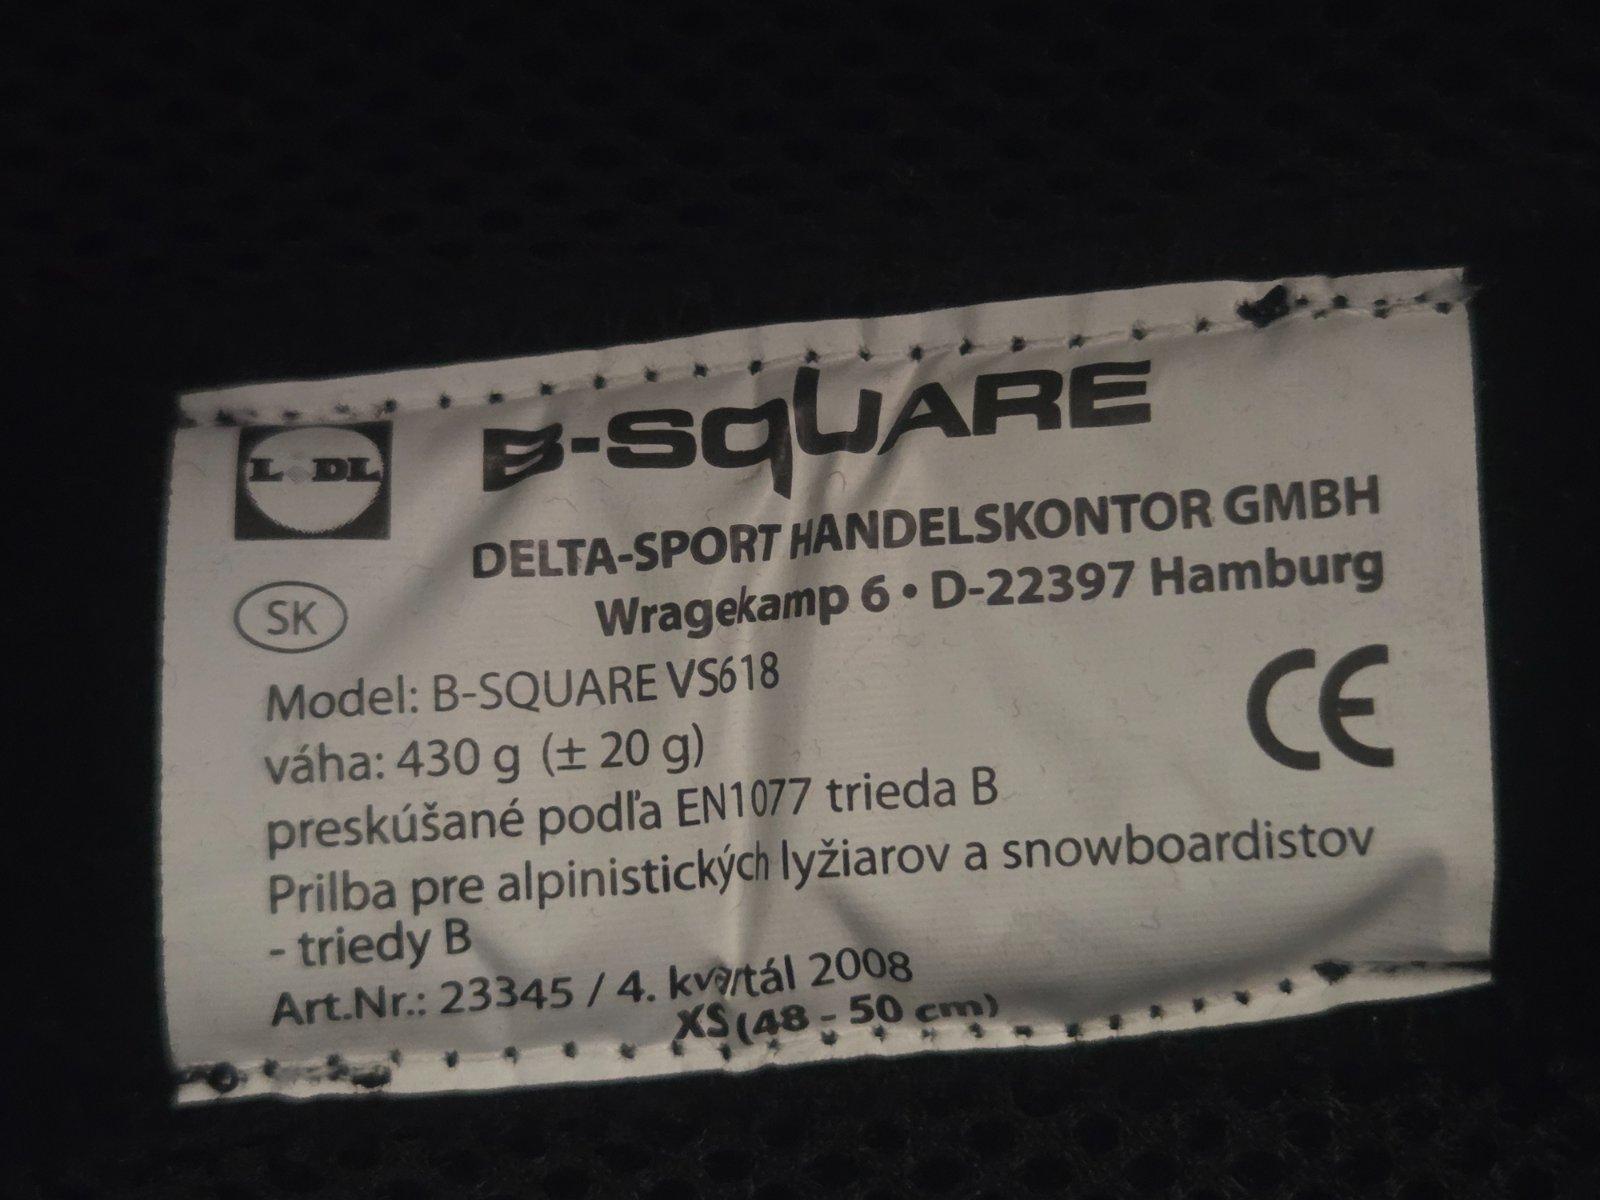 L DL
B-SQUARE
DELTA-SPORT HANDELSKONTOR GMBH
Wragekamp 6 • D-22397 Hamburg
SK
Model: B-SQUARE VS618
váha: 430 g (± 20 g)
CE
preskúšané podľa EN1077 trieda B
Prilba pre alpinistických lyžiarov a snowboardistov
- triedy B
Art.Nr.: 23345 / 4. kvartál 2008
XS (48 - 50 cm)